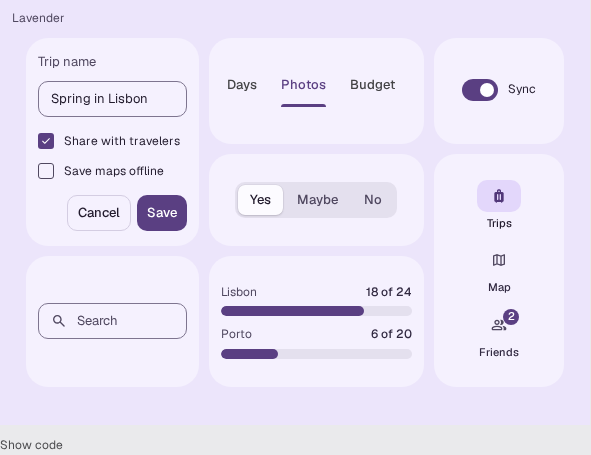 Lavender
Trip name
Spring in Lisbon
Share with travelers
Save maps offline
Cancel
Save
Search
Days
Photos
Budget
Yes
Maybe
No
Lisbon
18 of 24
Porto
6 of 20
Sync
Trips
Map
2
Friends
Show code